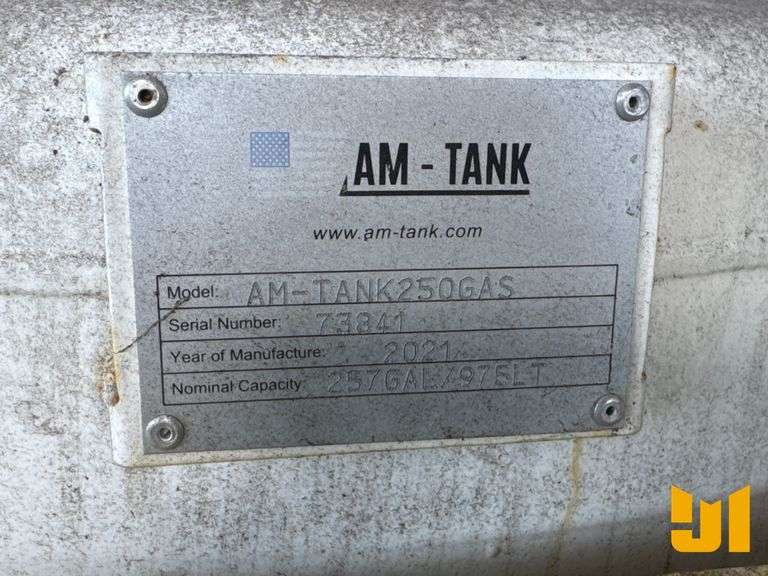 AM - TANK
www.am-tank.com
Model: AM-TANK250GAS
Serial Number: 73841
Year of Manufacture: 2021
Nominal Capacity: 257GAL/975LT